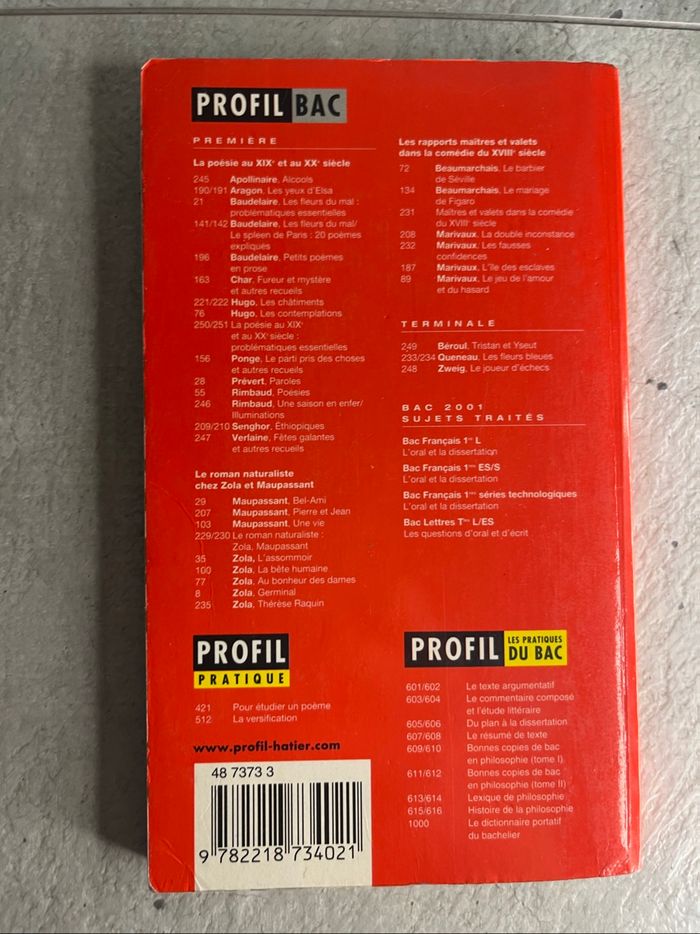 PROFIL BAC
PREMIÈRE
La poésie au XIXe et au XXe siècle
245 Apollinaire, Alcools
190/191 Aragon, Les yeux d'Elsa
21 Baudelaire, Les fleurs du mal :
problématiques essentielles
141/142 Baudelaire, Les fleurs du mal/
Le spleen de Paris : 20 poèmes
expliqués
196 Baudelaire, Petits poèmes
en prose
163 Char, Fureur et mystère
et autres recueils
221/222 Hugo, Les châtiments
76 Hugo, Les contemplations
250/251 La poésie au XIXe
et au XXe siècle :
problématiques essentielles
156 Ponge, Le parti pris des choses
et autres recueils
28 Prévert, Paroles
55 Rimbaud, Poésies
246 Rimbaud, Une saison en enfer/
Illuminations
209/210 Senghor, Éthiopiques
247 Verlaine, Fêtes galantes
et autres recueils
Le roman naturaliste
chez Zola et Maupassant
29 Maupassant, Bel-Ami
207 Maupassant, Pierre et Jean
103 Maupassant, Une vie
229/230 Le roman naturaliste :
Zola, Maupassant
35 Zola, L'assommoir
100 Zola, La bête humaine
77 Zola, Au bonheur des dames
8 Zola, Germinal
235 Zola, Thérèse Raquin
PROFIL
PRATIQUE
421 Pour étudier un poème
512 La versification
www.profil-hatier.com
48 7373 3
9 782218 734021
Les rapports maîtres et valets
dans la comédie du XVIIIe siècle
72 Beaumarchais, Le barbier
de Séville
134 Beaumarchais, Le mariage
de Figaro
231 Maîtres et valets dans la comédie
du XVIIIe siècle
208 Marivaux, La double inconstance
232 Marivaux, Les fausses
confidences
187 Marivaux, L'île des esclaves
89 Marivaux, Le jeu de l'amour
et du hasard
TERMINALE
249 Béroul, Tristan et Yseut
233/234 Queneau, Les fleurs bleues
248 Zweig, Le joueur d'échecs
BAC 2001
SUJETS TRAITÉS
Bac Français 1re L
L'oral et la dissertation
Bac Français 1res ES/S
L'oral et la dissertation
Bac Français 1res séries technologiques
L'oral et la dissertation
Bac Lettres Tles L/ES
Les questions d'oral et d'écrit
PROFIL LES PRATIQUES
DU BAC
601/602 Le texte argumentatif
603/604 Le commentaire composé
et l'étude littéraire
605/606 Du plan à la dissertation
607/608 Le résumé de texte
609/610 Bonnes copies de bac
en philosophie (tome I)
611/612 Bonnes copies de bac
en philosophie (tome II)
613/614 Lexique de philosophie
615/616 Histoire de la philosophie
1000 Le dictionnaire portatif
du bachelier